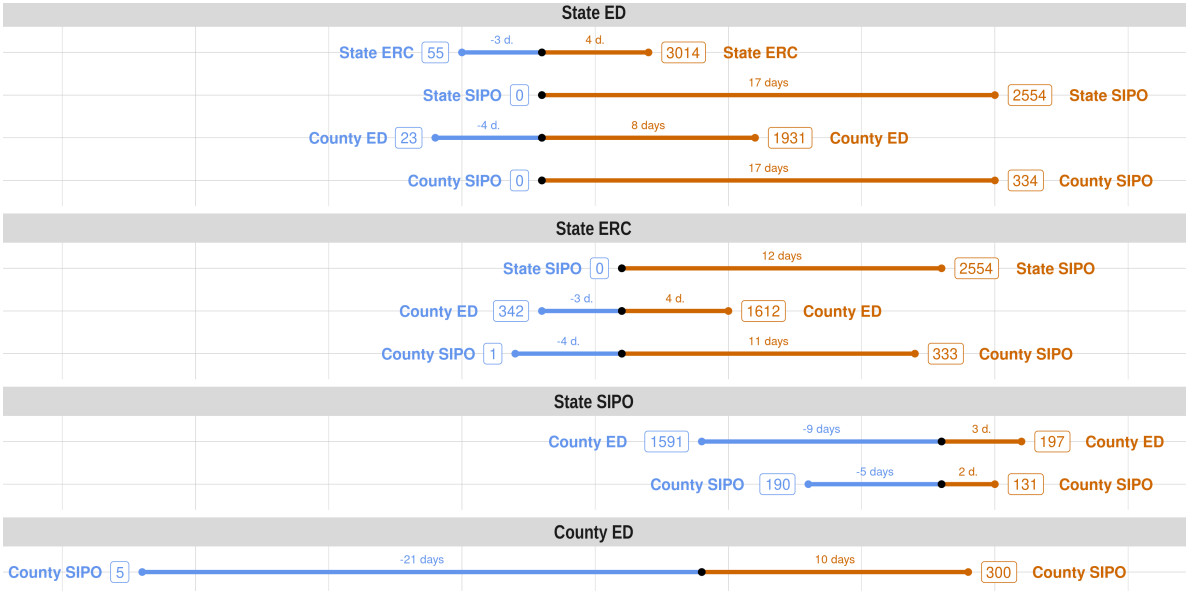 State ED
-3 d. 4 d.
State ERC 55 3014 State ERC
17 days
State SIPO 0 2554 State SIPO
-4 d. 8 days
County ED 23 1931 County ED
17 days
County SIPO 0 334 County SIPO
State ERC
12 days
State SIPO 0 2554 State SIPO
-3 d. 4 d.
County ED 342 1612 County ED
-4 d. 11 days
County SIPO 1 333 County SIPO
State SIPO
-9 days 3 d.
County ED 1591 197 County ED
-5 days 2 d.
County SIPO 190 131 County SIPO
County ED
-21 days 10 days
County SIPO 5 300 County SIPO